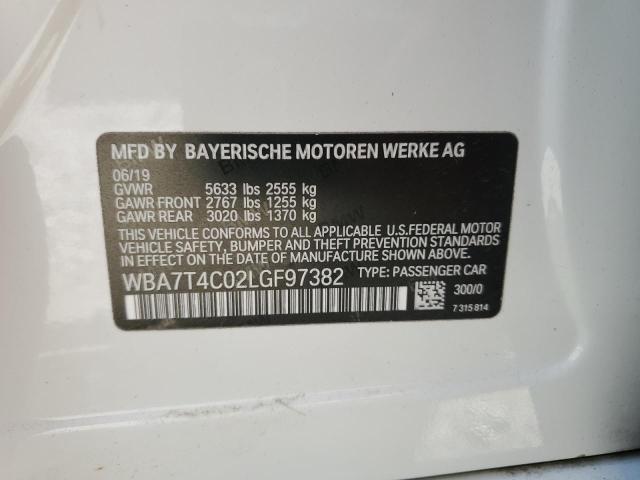 MFD BY BAYERISCHE MOTOREN WERKE AG
06/19
GVWR 5633 lbs 2555 kg
GAWR FRONT 2767 lbs 1255 kg
GAWR REAR 3020 lbs 1370 kg
THIS VEHICLE CONFORMS TO ALL APPLICABLE U.S.FEDERAL MOTOR
VEHICLE SAFETY, BUMPER AND THEFT PREVENTION STANDARDS
IN EFFECT ON THE DATE OF MANUFACTURE SHOWN ABOVE.
WBA7T4C02LGF97382 TYPE: PASSENGER CAR
300/0
7 315 814